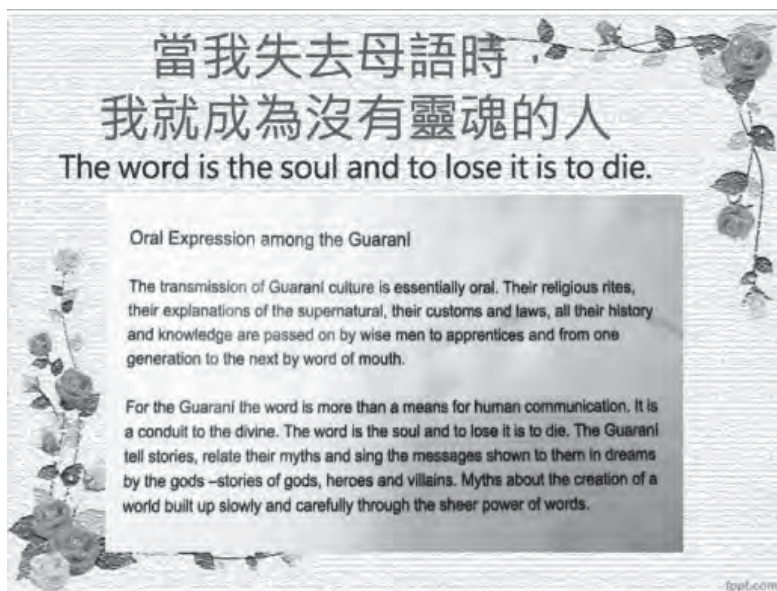 當我失去母語時，
我就成為沒有靈魂的人
The word is the soul and to lose it is to die.
Oral Expression among the Guaraní
The transmission of Guaraní culture is essentially oral. Their religious rites,
their explanations of the supernatural, their customs and laws, all their history
and knowledge are passed on by wise men to apprentices and from one
generation to the next by word of mouth.
For the Guaraní the word is more than a means for human communication. It is
a conduit to the divine. The word is the soul and to lose it is to die. The Guaraní
tell stories, relate their myths and sing the messages shown to them in dreams
by the gods –stories of gods, heroes and villains. Myths about the creation of a
world built up slowly and carefully through the sheer power of words.
fppt.com